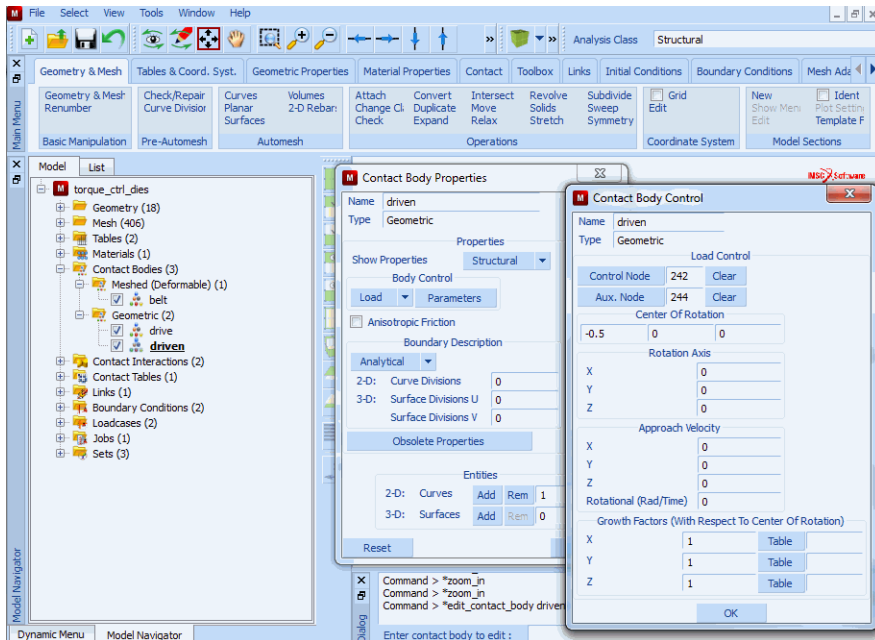 File Select View Tools Window Help
Analysis Class Structural
Main Menu
Geometry & Mesh Tables & Coord. Syst. Geometric Properties Material Properties Contact Toolbox Links Initial Conditions Boundary Conditions Mesh Ada
Geometry & Mesh Check/Repair Curves Volumes Attach Convert Intersect Revolve Subdivide Grid New Ident
Renumber Curve Divisior Planar 2-D Rebar: Change Cl Duplicate Move Solids Sweep Edit Show Men Plot Settin
Surfaces Check Expand Relax Stretch Symmetry Edit Template F
Basic Manipulation Pre-Automesh Automesh Operations Coordinate System Model Sections
Model List
torque_ctrl_dies
Geometry (18)
Mesh (406)
Tables (2)
Materials (1)
Contact Bodies (3)
Meshed (Deformable) (1)
belt
Geometric (2)
drive
driven
Contact Interactions (2)
Contact Tables (1)
Links (1)
Boundary Conditions (2)
Loadcases (2)
Jobs (1)
Sets (3)
Model Navigator
Dynamic Menu Model Navigator
MSC Software
Contact Body Properties
Name driven
Type Geometric
Properties
Show Properties Structural
Body Control
Load Parameters
Anisotropic Friction
Boundary Description
Analytical
2-D: Curve Divisions 0
3-D: Surface Divisions U 0
Surface Divisions V 0
Obsolete Properties
Entities
2-D: Curves Add Rem 1
3-D: Surfaces Add Rem 0
Reset
Contact Body Control
Name driven
Type Geometric
Load Control
Control Node 242 Clear
Aux. Node 244 Clear
Center Of Rotation
-0.5 0 0
Rotation Axis
X 0
Y 0
Z 0
Approach Velocity
X 0
Y 0
Z 0
Rotational (Rad/Time) 0
Growth Factors (With Respect To Center Of Rotation)
X 1 Table
Y 1 Table
Z 1 Table
OK
Dialog
Command > *zoom_in
Command > *zoom_in
Command > *edit_contact_body driven
Enter contact body to edit :